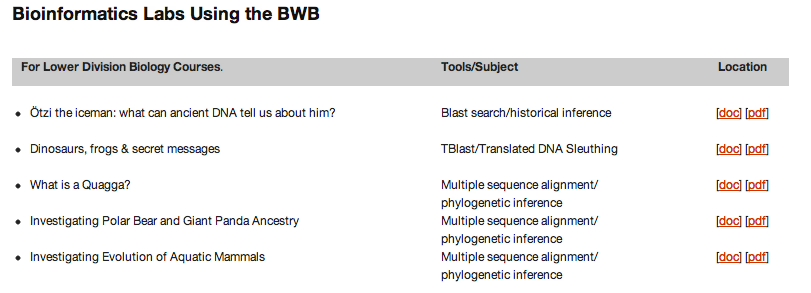 Bioinformatics Labs Using the BWB
For Lower Division Biology Courses. Tools/Subject Location
• Ötzi the iceman: what can ancient DNA tell us about him? Blast search/historical inference [doc] [pdf]
• Dinosaurs, frogs & secret messages TBlast/Translated DNA Sleuthing [doc] [pdf]
• What is a Quagga? Multiple sequence alignment/ [doc] [pdf]
phylogenetic inference
• Investigating Polar Bear and Giant Panda Ancestry Multiple sequence alignment/ [doc] [pdf]
phylogenetic inference
• Investigating Evolution of Aquatic Mammals Multiple sequence alignment/ [doc] [pdf]
phylogenetic inference